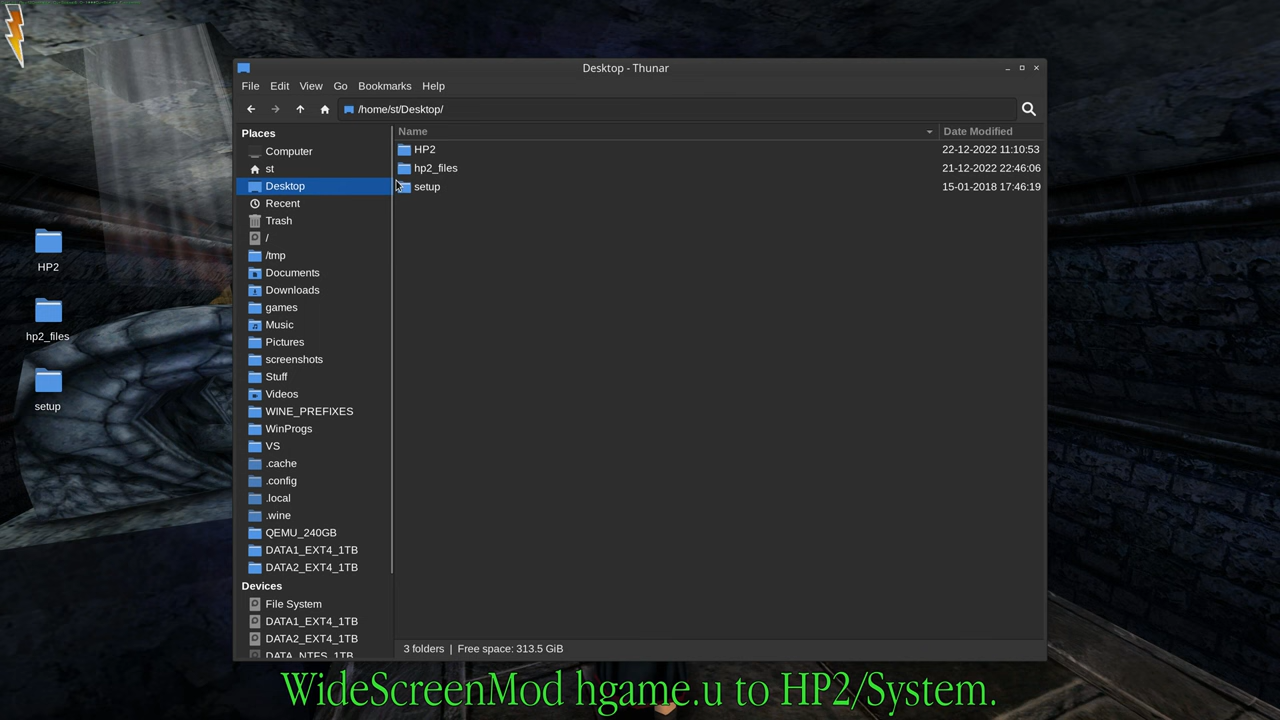 Desktop - Thunar
File Edit View Go Bookmarks Help
/home/st/Desktop/
Places
Computer
st
Desktop
Recent
Trash
/
/tmp
Documents
Downloads
games
Music
Pictures
screenshots
Stuff
Videos
WINE_PREFIXES
WinProgs
VS
.cache
.config
.local
.wine
QEMU_240GB
DATA1_EXT4_1TB
DATA2_EXT4_1TB
Devices
File System
DATA1_EXT4_1TB
DATA2_EXT4_1TB
DATA_NTFS_1TB
Name Date Modified
HP2 22-12-2022 11:10:53
hp2_files 21-12-2022 22:46:06
setup 15-01-2018 17:46:19
3 folders | Free space: 313.5 GiB
HP2
hp2_files
setup
WideScreenMod hgame.u to HP2/System.